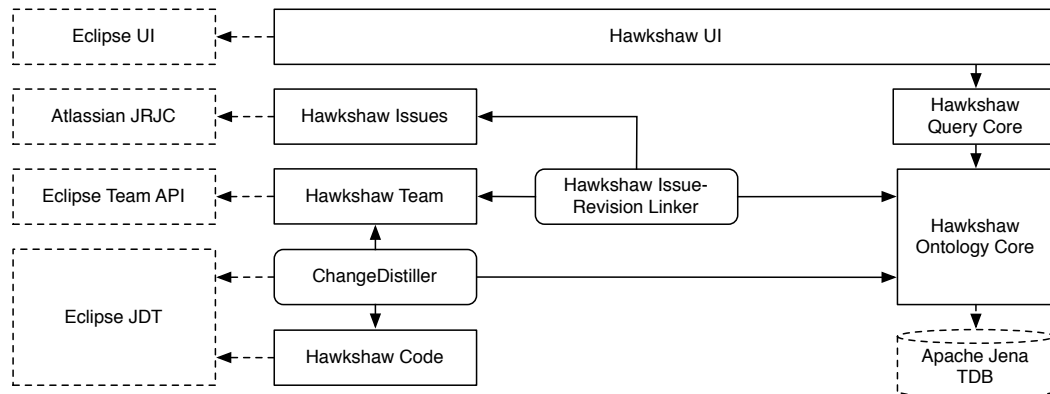 Eclipse UI
Hawkshaw UI
Atlassian JRJC
Hawkshaw Issues
Hawkshaw
Query Core
Eclipse Team API
Hawkshaw Team
Hawkshaw Issue-
Revision Linker
Hawkshaw
Ontology Core
ChangeDistiller
Eclipse JDT
Hawkshaw Code
Apache Jena
TDB